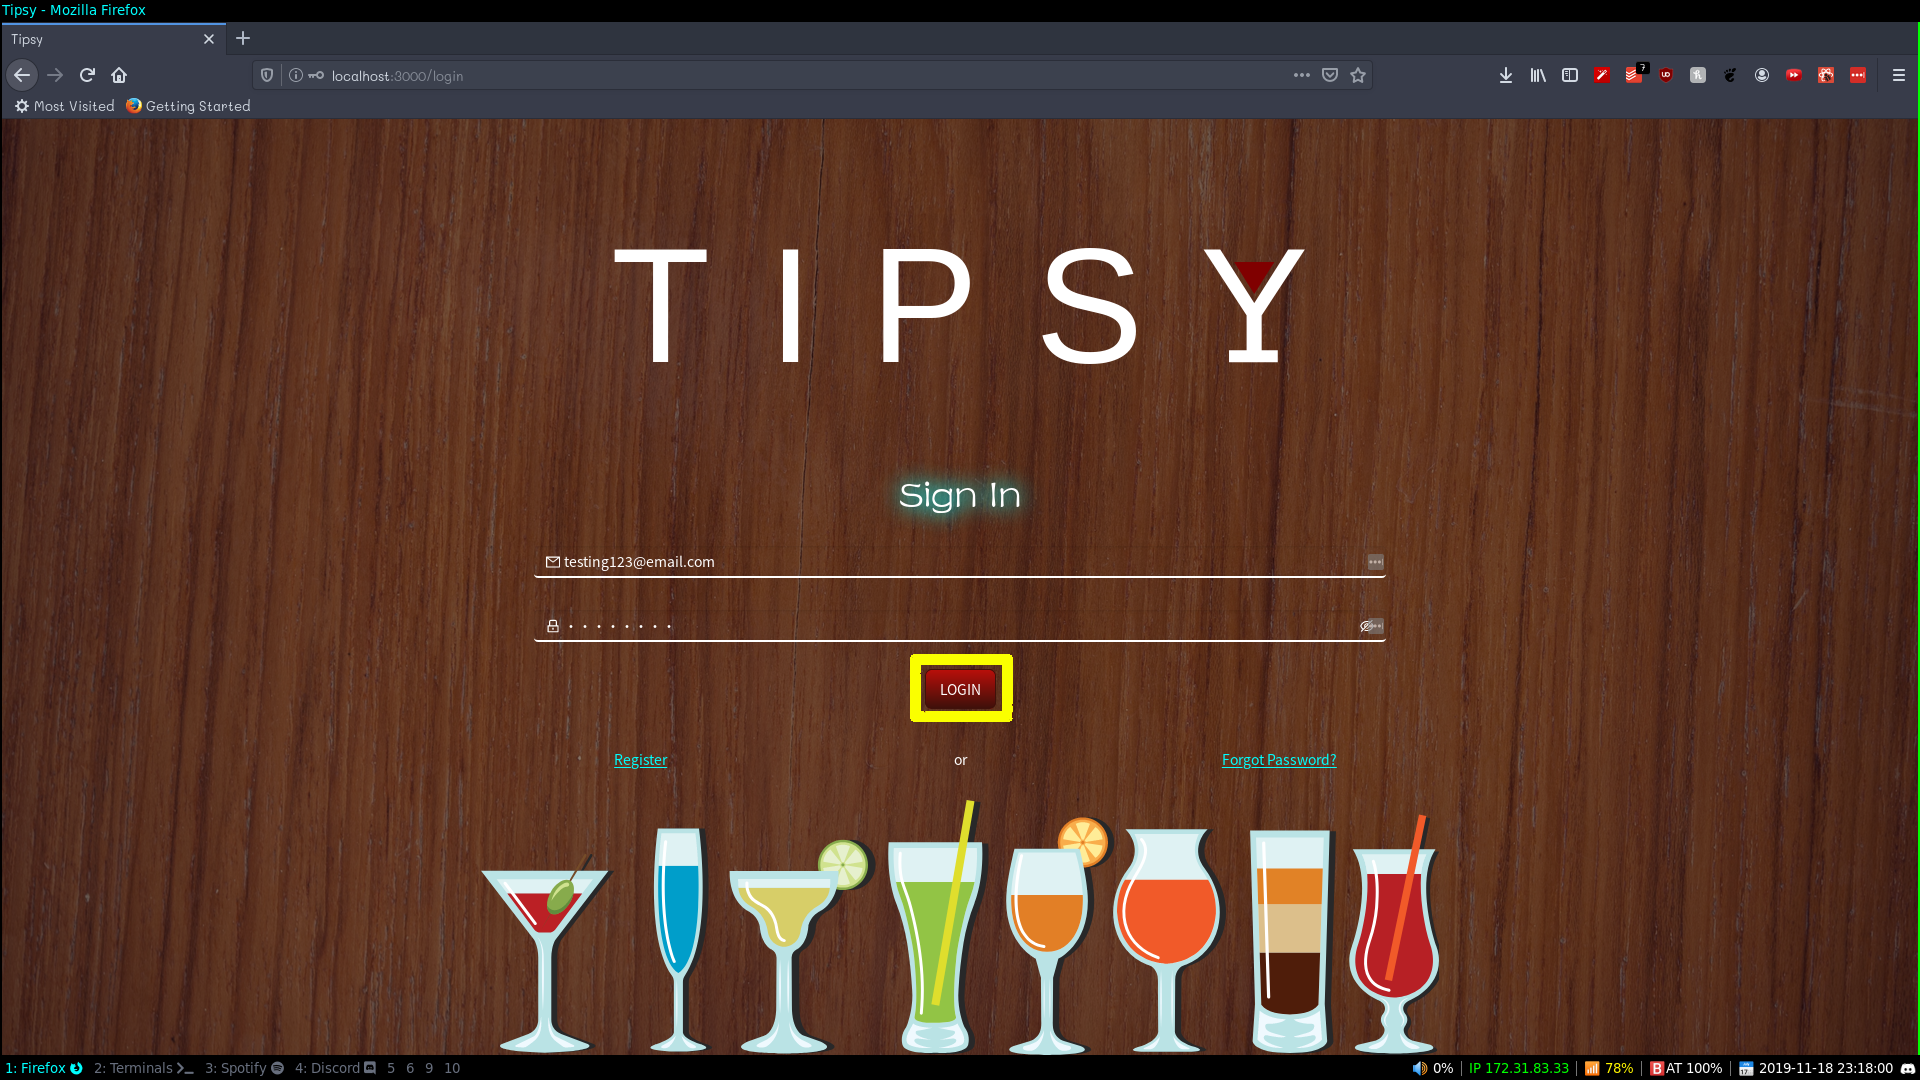 Tipsy - Mozilla Firefox
Tipsy
localhost:3000/login
7
Most Visited Getting Started
TIPSY
Sign In
testing123@email.com
LOGIN
Register or Forgot Password?
1: Firefox 2: Terminals 3: Spotify 4: Discord 5 6 9 10 0% IP 172.31.83.33 78% BAT 100% 2019-11-18 23:18:00